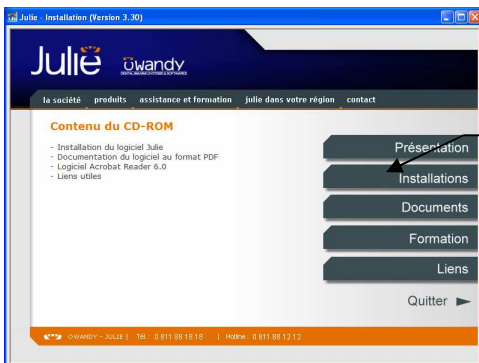 Julie - Installation (Version 3.30)
Julie owandy
DENTAL IMAGING SYSTEMS & SOFTWARES
la société produits assistance et formation julie dans votre région contact
Contenu du CD-ROM
- Installation du logiciel Julie
- Documentation du logiciel au format PDF
- Logiciel Acrobat Reader 6.0
- Liens utiles
Présentation
Installations
Documents
Formation
Liens
Quitter
OWANDY - JULIE | Tél.: 0 811 88 18 18 | Hotline: 0 811 88 12 12